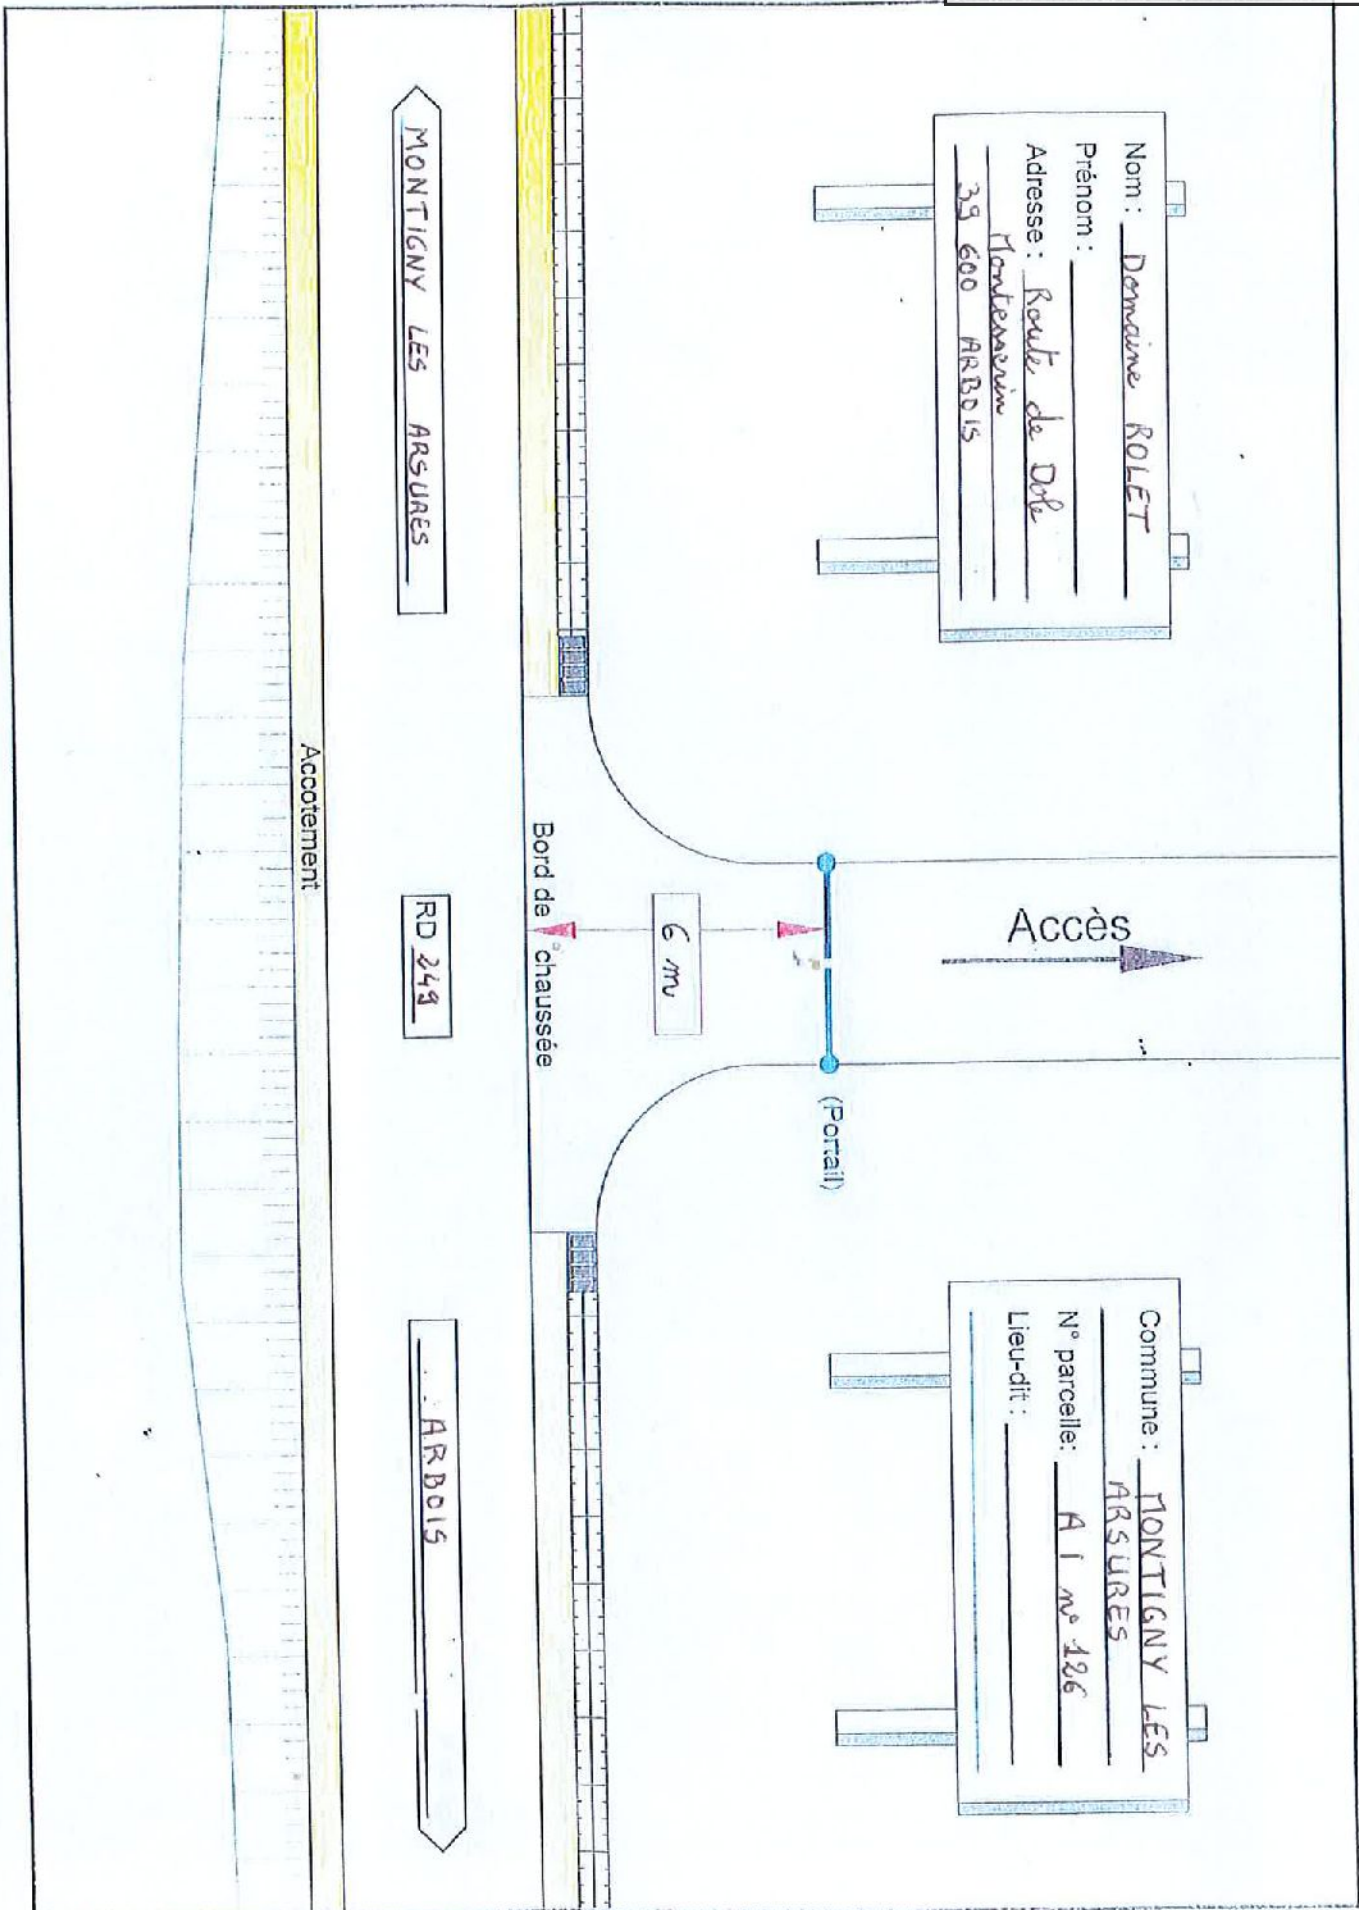 Nom : Domaine ROLET
Prénom :
Adresse : Route de Dole
Montesserin
39 600 ARBOIS
Commune : MONTIGNY LES
ARSURES
N° parcelle: A I n° 126
Lieu-dit :
Accès
(Portail)
6 m
Bord de chaussée
MONTIGNY LES ARSURES
RD 249
ARBOIS
Accotement